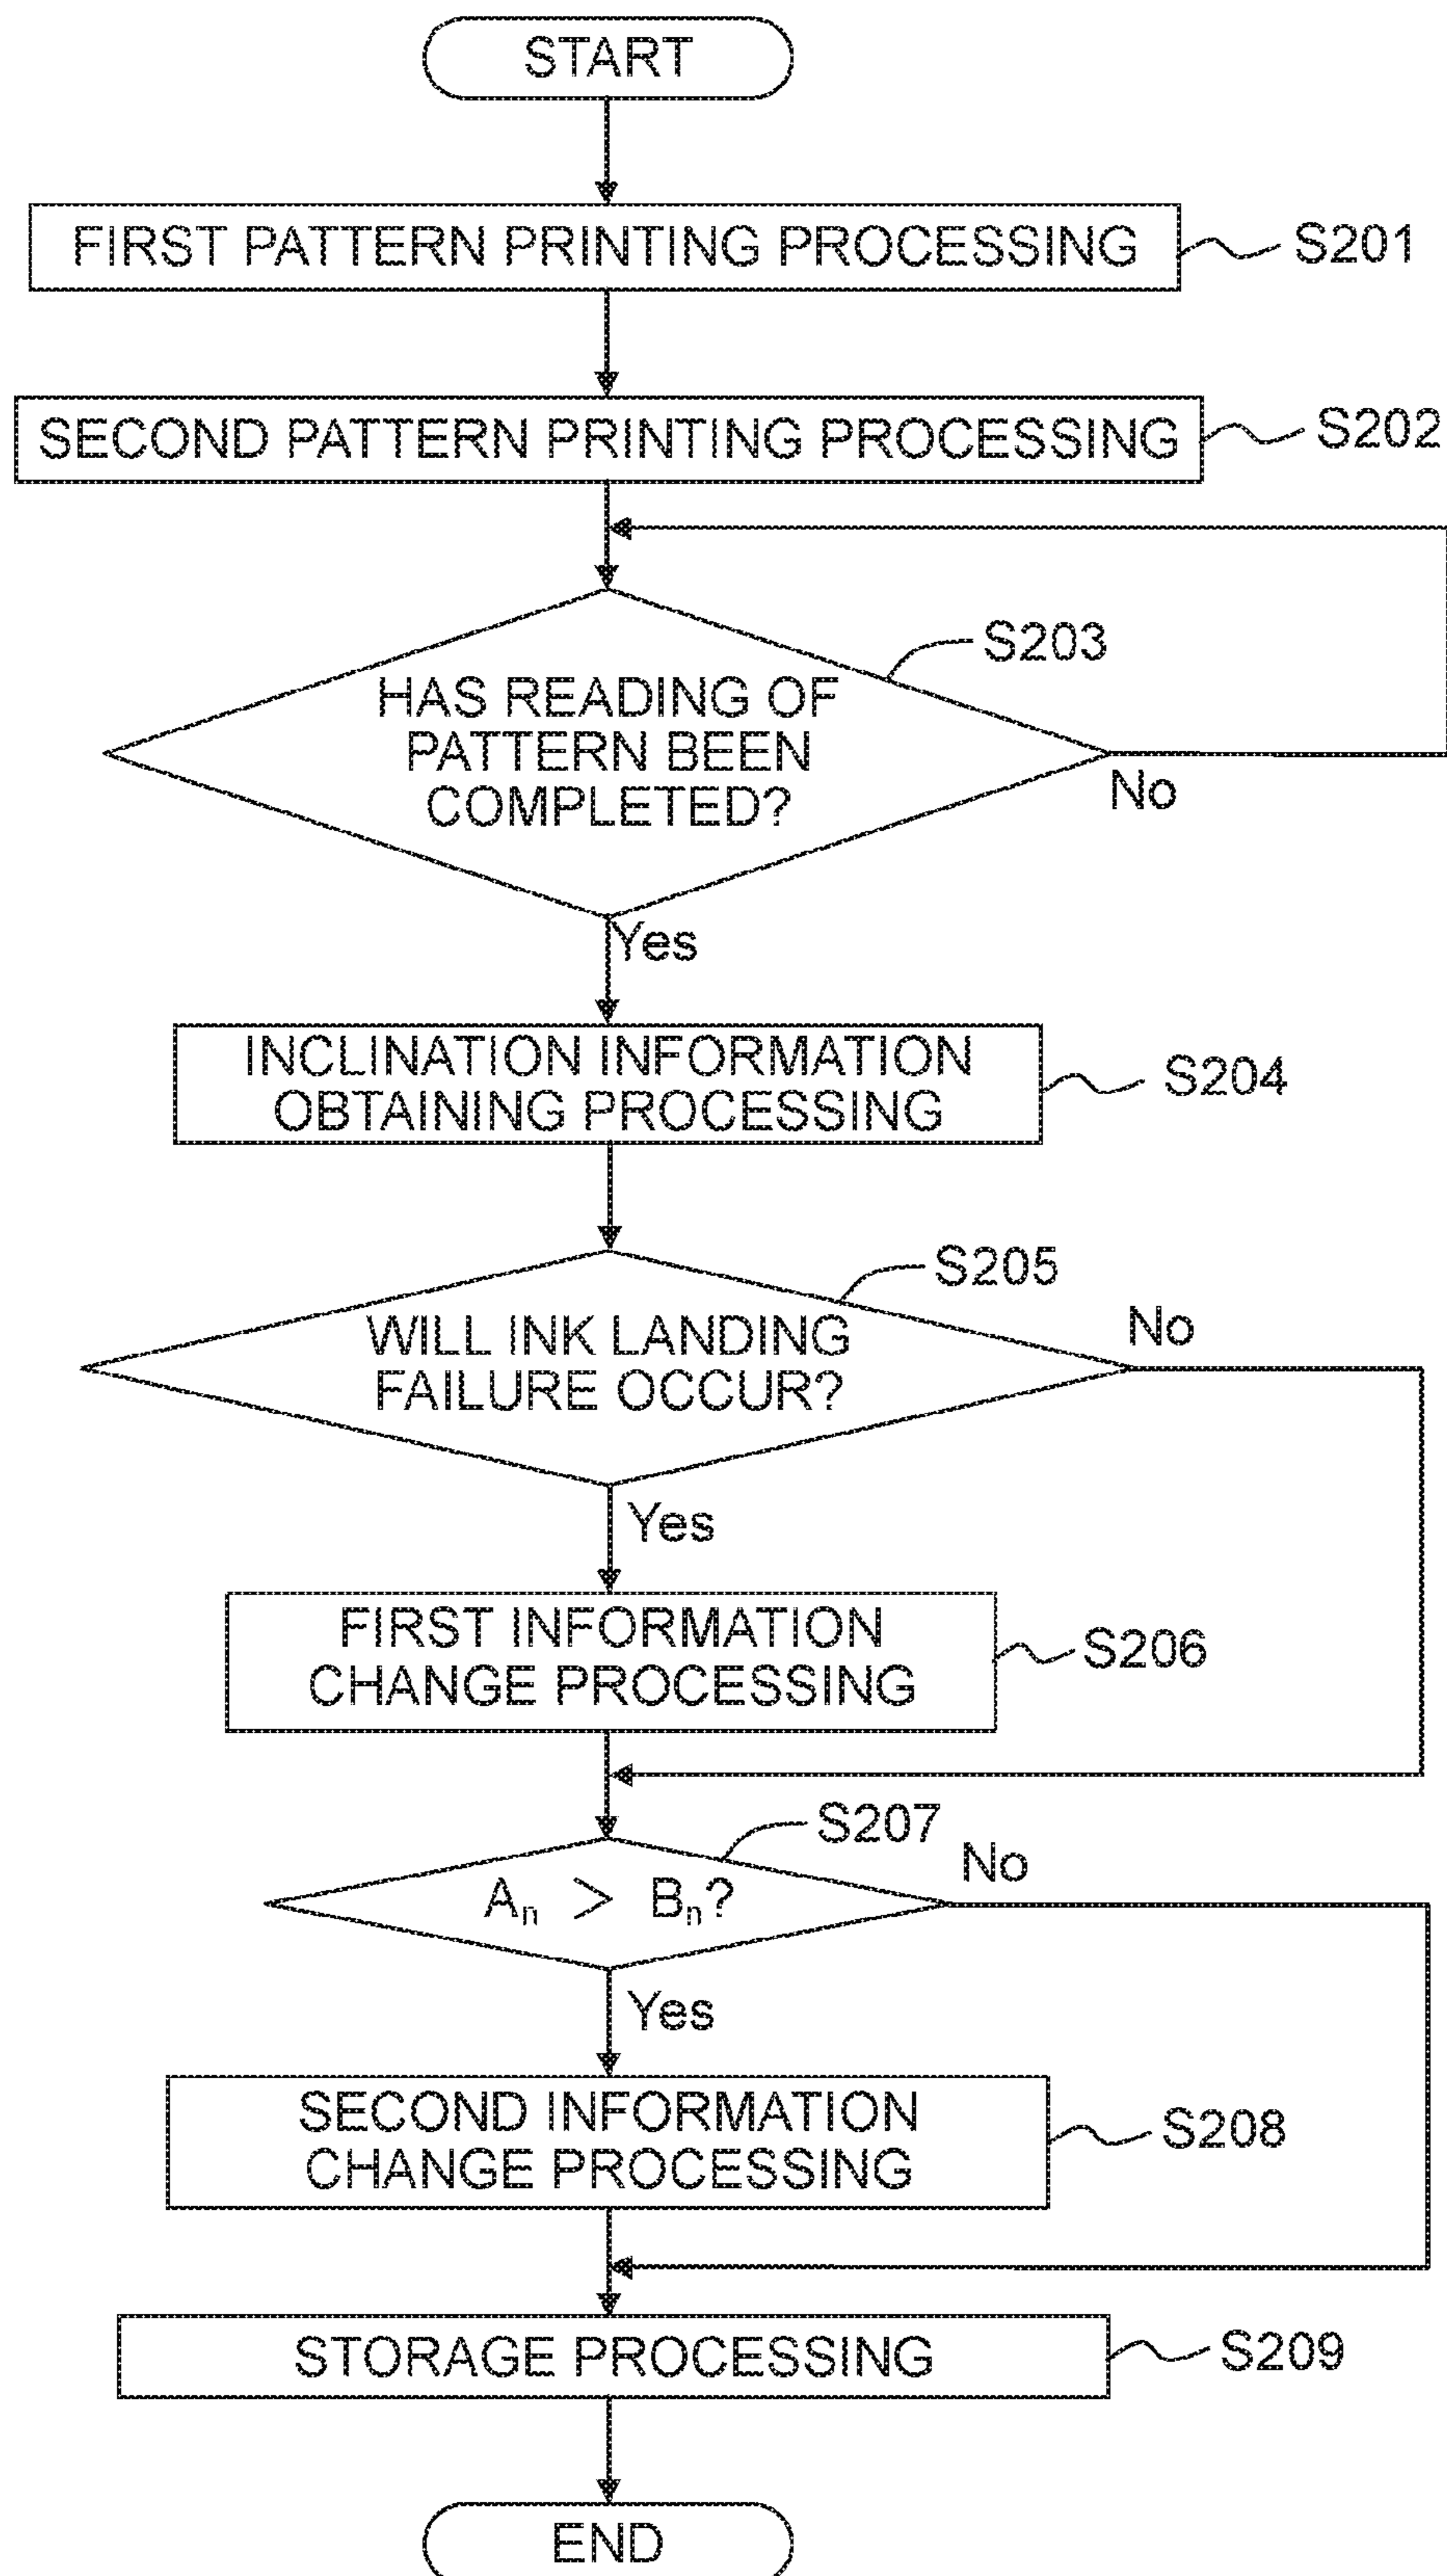 START
FIRST PATTERN PRINTING PROCESSING
S201
SECOND PATTERN PRINTING PROCESSING
S202
S203
HAS READING OF
PATTERN BEEN
COMPLETED?
No
Yes
INCLINATION INFORMATION
OBTAINING PROCESSING
S204
S205
WILL INK LANDING
FAILURE OCCUR?
No
Yes
FIRST INFORMATION
CHANGE PROCESSING
S206
S207
No
Aₙ > Bₙ?
Yes
SECOND INFORMATION
CHANGE PROCESSING
S208
STORAGE PROCESSING
S209
END